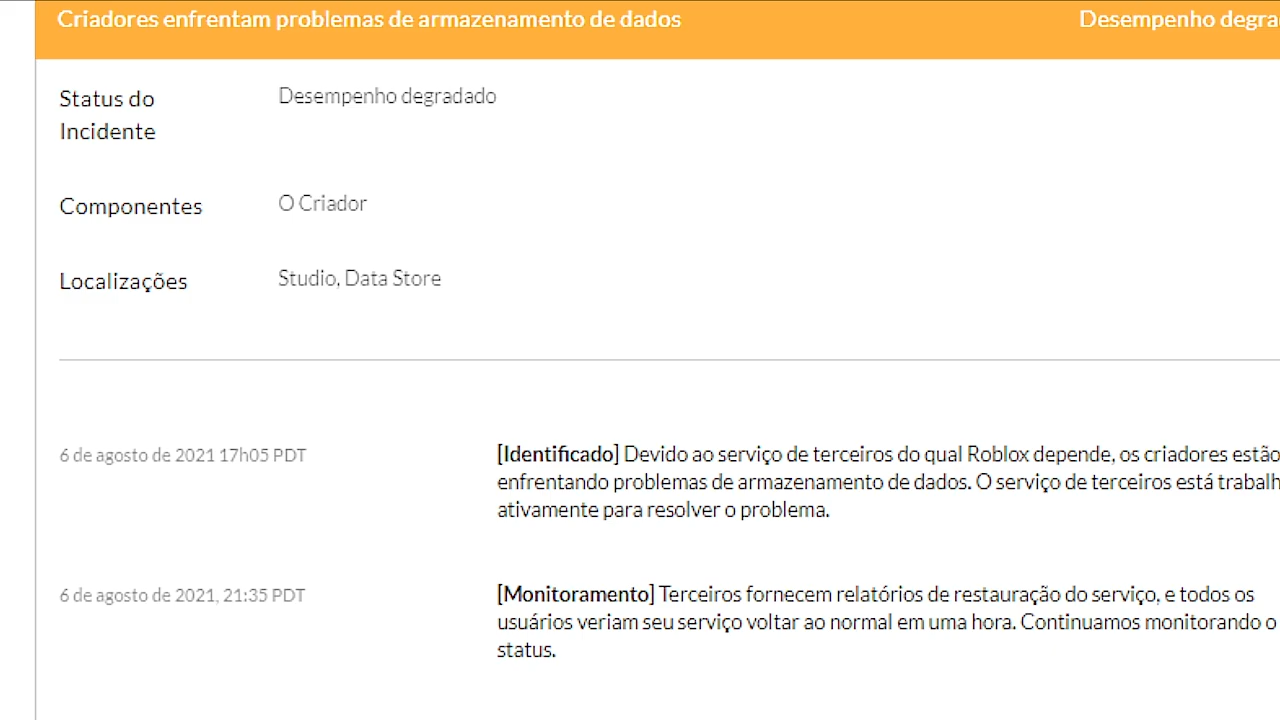 Criadores enfrentam problemas de armazenamento de dados Desempenho degra
Status do Desempenho degradado
Incidente
Componentes O Criador
Localizações Studio, Data Store
6 de agosto de 2021 17h05 PDT [Identificado] Devido ao serviço de terceiros do qual Roblox depende, os criadores estão
enfrentando problemas de armazenamento de dados. O serviço de terceiros está trabalh
ativamente para resolver o problema.
6 de agosto de 2021, 21:35 PDT [Monitoramento] Terceiros fornecem relatórios de restauração do serviço, e todos os
usuários veriam seu serviço voltar ao normal em uma hora. Continuamos monitorando o
status.